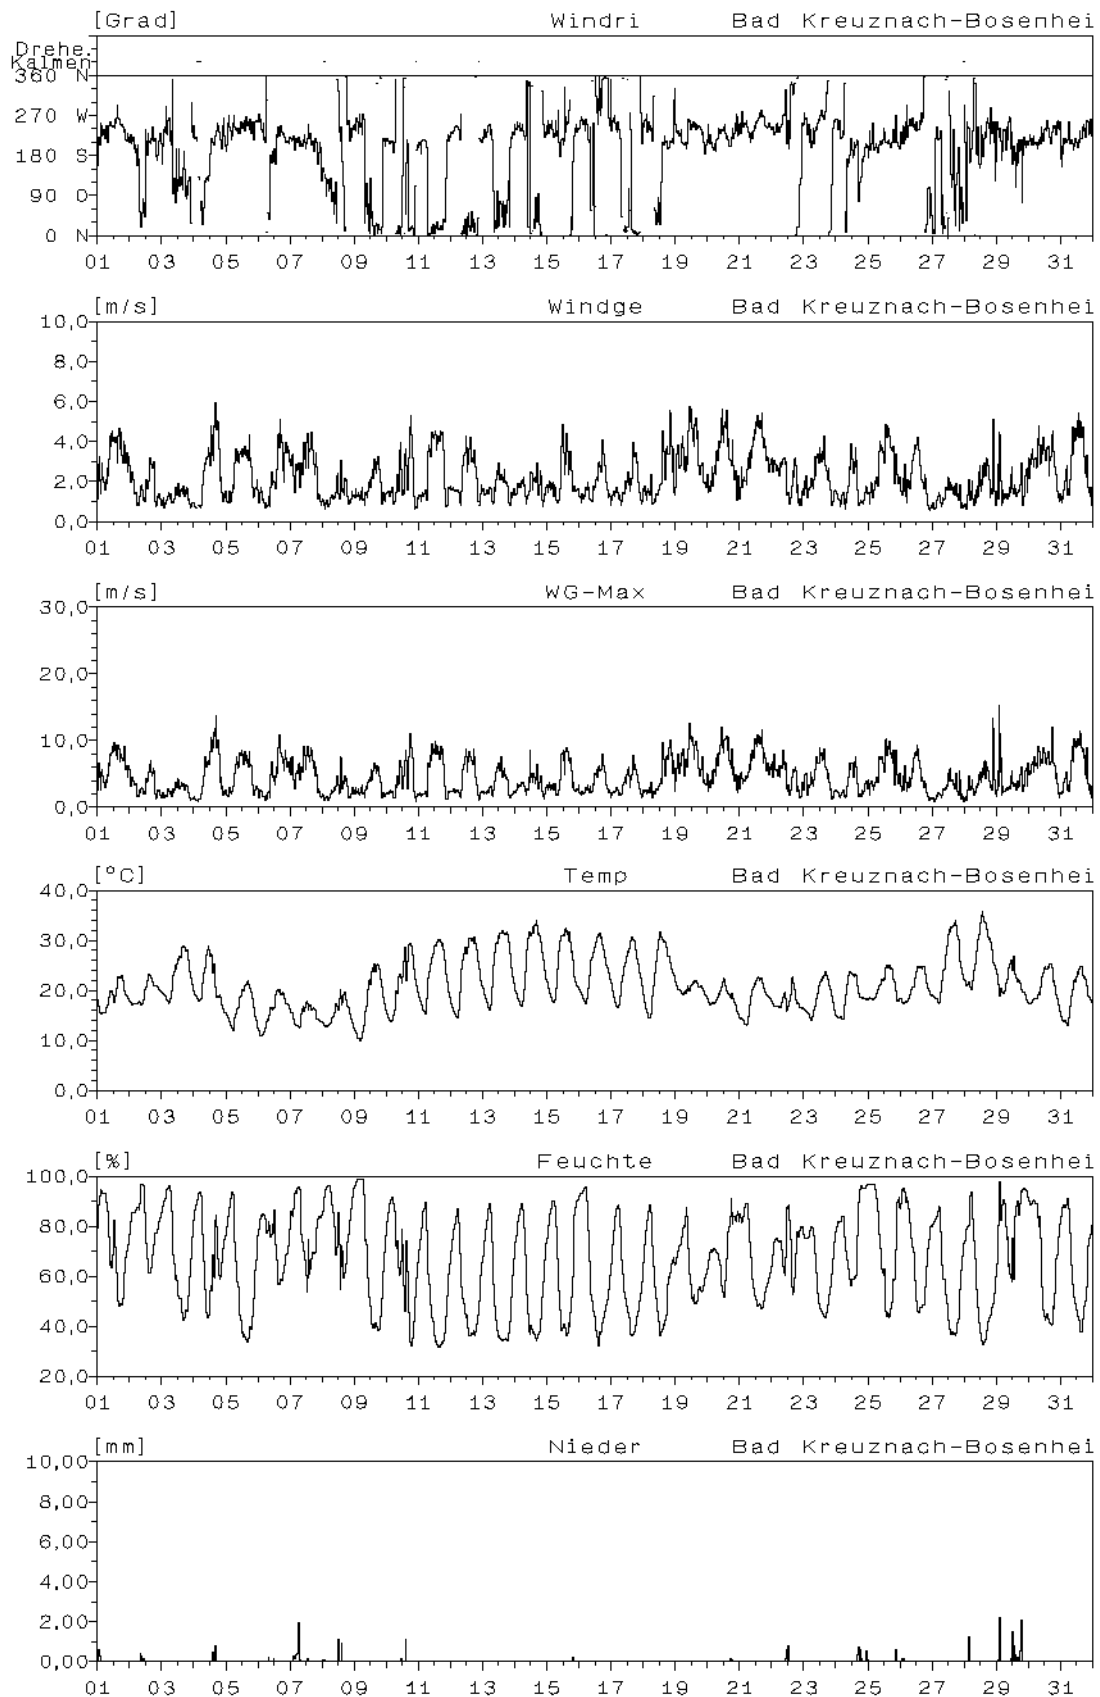 [Grad] Windri Bad Kreuznach-Bosenhei
Drehe.
Kalmen
360 N
270 W
180 S
90 O
0 N
01 03 05 07 09 11 13 15 17 19 21 23 25 27 29 31
[m/s] Windge Bad Kreuznach-Bosenhei
10,0
8,0
6,0
4,0
2,0
0,0
01 03 05 07 09 11 13 15 17 19 21 23 25 27 29 31
[m/s] WG-Max Bad Kreuznach-Bosenhei
30,0
20,0
10,0
0,0
01 03 05 07 09 11 13 15 17 19 21 23 25 27 29 31
[°C] Temp Bad Kreuznach-Bosenhei
40,0
30,0
20,0
10,0
0,0
01 03 05 07 09 11 13 15 17 19 21 23 25 27 29 31
[%] Feuchte Bad Kreuznach-Bosenhei
100,0
80,0
60,0
40,0
20,0
01 03 05 07 09 11 13 15 17 19 21 23 25 27 29 31
[mm] Nieder Bad Kreuznach-Bosenhei
10,00
8,00
6,00
4,00
2,00
0,00
01 03 05 07 09 11 13 15 17 19 21 23 25 27 29 31